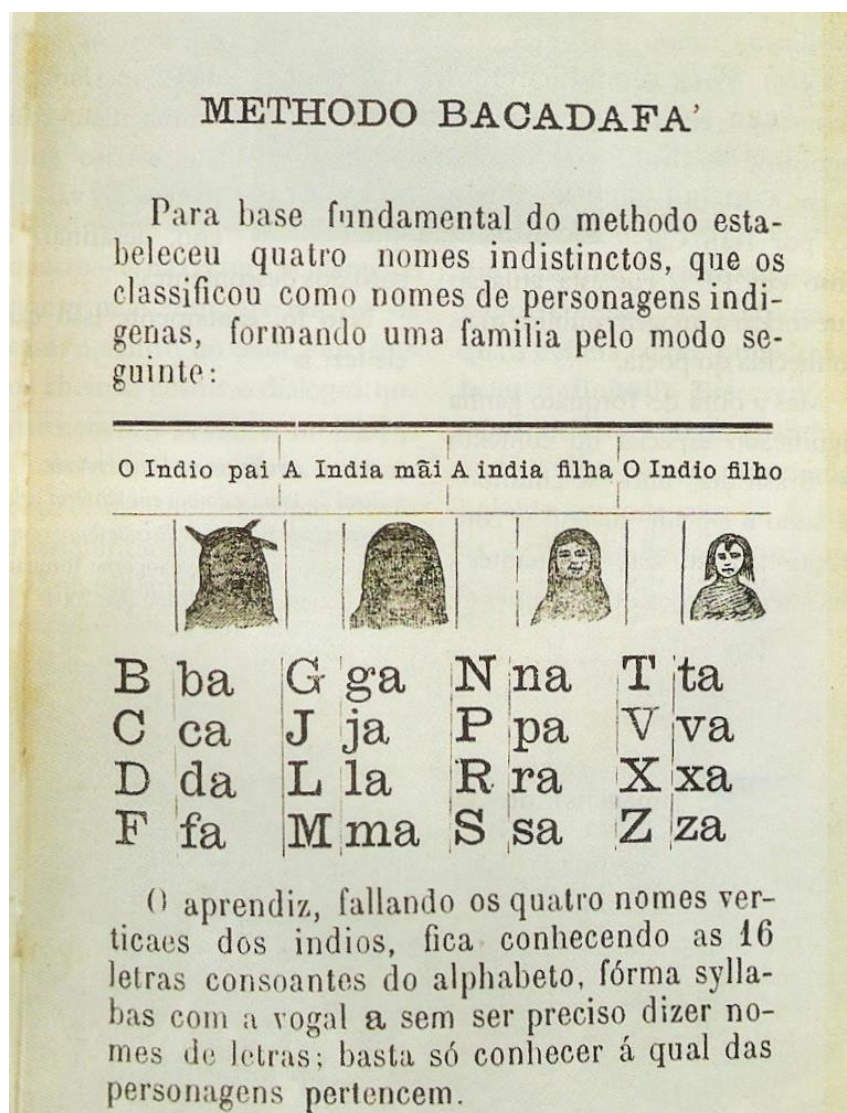 METHODO BACADAFA'
Para base fundamental do methodo esta-
beleceu quatro nomes indistinctos, que os
classificou como nomes de personagens indi-
genas, formando uma familia pelo modo se-
guinte:
O Indio pai A India mãi A india filha O Indio filho
B ba G ga N na T ta
C ca J ja P pa V va
D da L la R ra X xa
F fa M ma S sa Z za
O aprendiz, fallando os quatro nomes ver-
ticaes dos indios, fica conhecendo as 16
letras consoantes do alphabeto, fórma sylla-
bas com a vogal a sem ser preciso dizer no-
mes de letras; basta só conhecer á qual das
personagens pertencem.